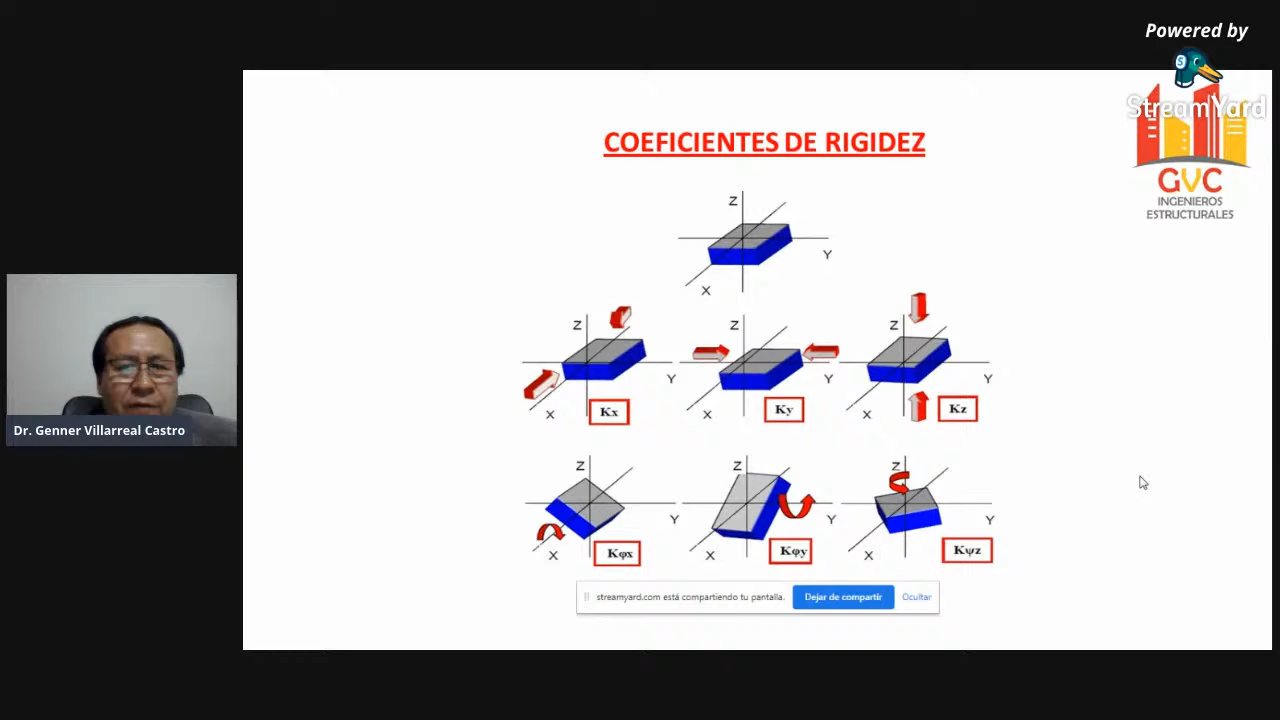 Powered by
StreamYard
COEFICIENTES DE RIGIDEZ
GVC
INGENIEROS
ESTRUCTURALES
Z
Y
X
Z
Y
X
Kx
Z
Y
X
Ky
Z
Y
X
Kz
Z
Y
X
Kφx
Z
Y
X
Kφy
Z
Y
X
Kψz
Dr. Genner Villarreal Castro
streamyard.com está compartiendo tu pantalla.
Dejar de compartir
Ocultar